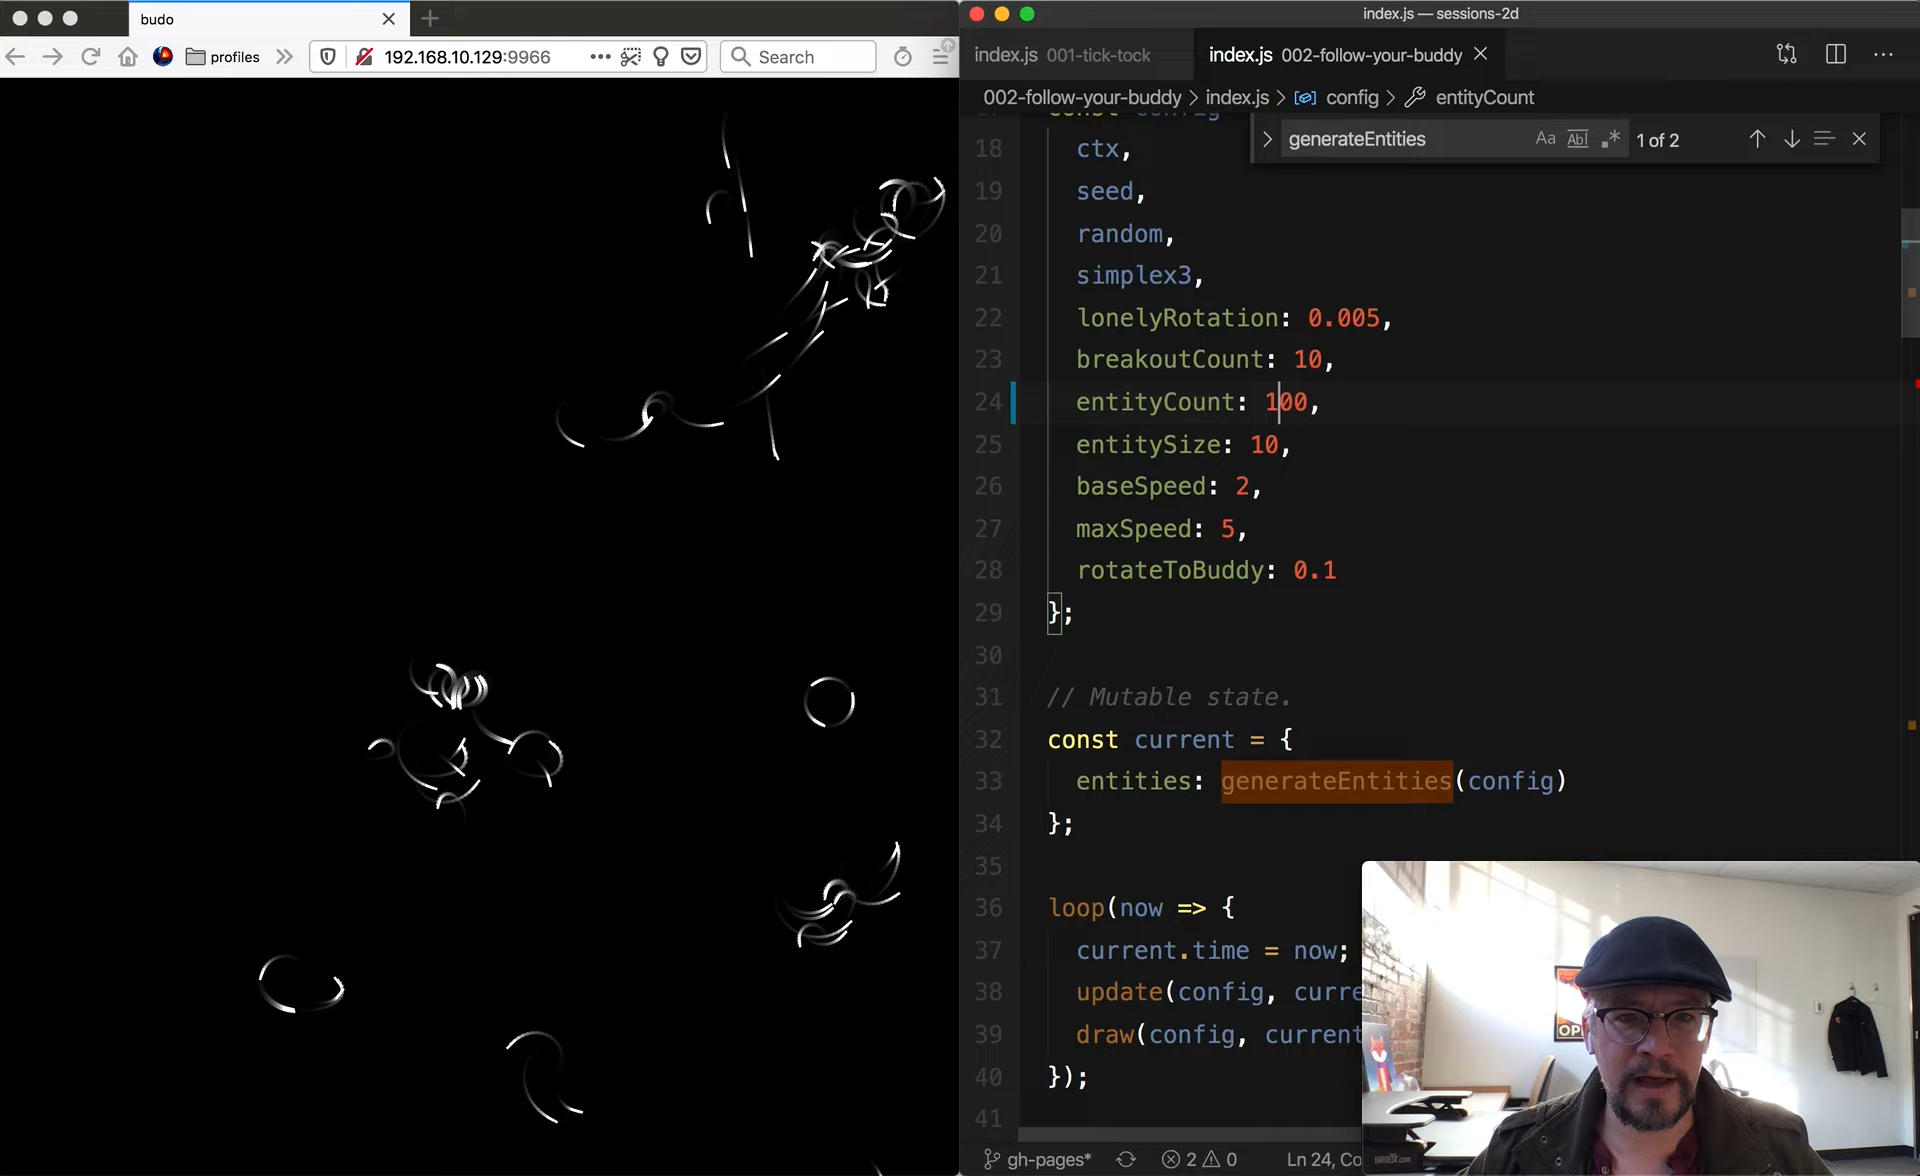 budo
profiles
192.168.10.129:9966
Search
index.js — sessions-2d
index.js 001-tick-tock
index.js 002-follow-your-buddy
002-follow-your-buddy > index.js > config > entityCount
const config
generateEntities
Aa
Abl
1 of 2
18 ctx,
19 seed,
20 random,
21 simplex3,
22 lonelyRotation: 0.005,
23 breakoutCount: 10,
24 entityCount: 100,
25 entitySize: 10,
26 baseSpeed: 2,
27 maxSpeed: 5,
28 rotateToBuddy: 0.1
29 };
30
31 // Mutable state.
32 const current = {
33 entities: generateEntities(config)
34 };
35
36 loop(now => {
37 current.time = now;
38 update(config, curre
39 draw(config, current
40 });
41
gh-pages*
2
0
Ln 24, Co
OP